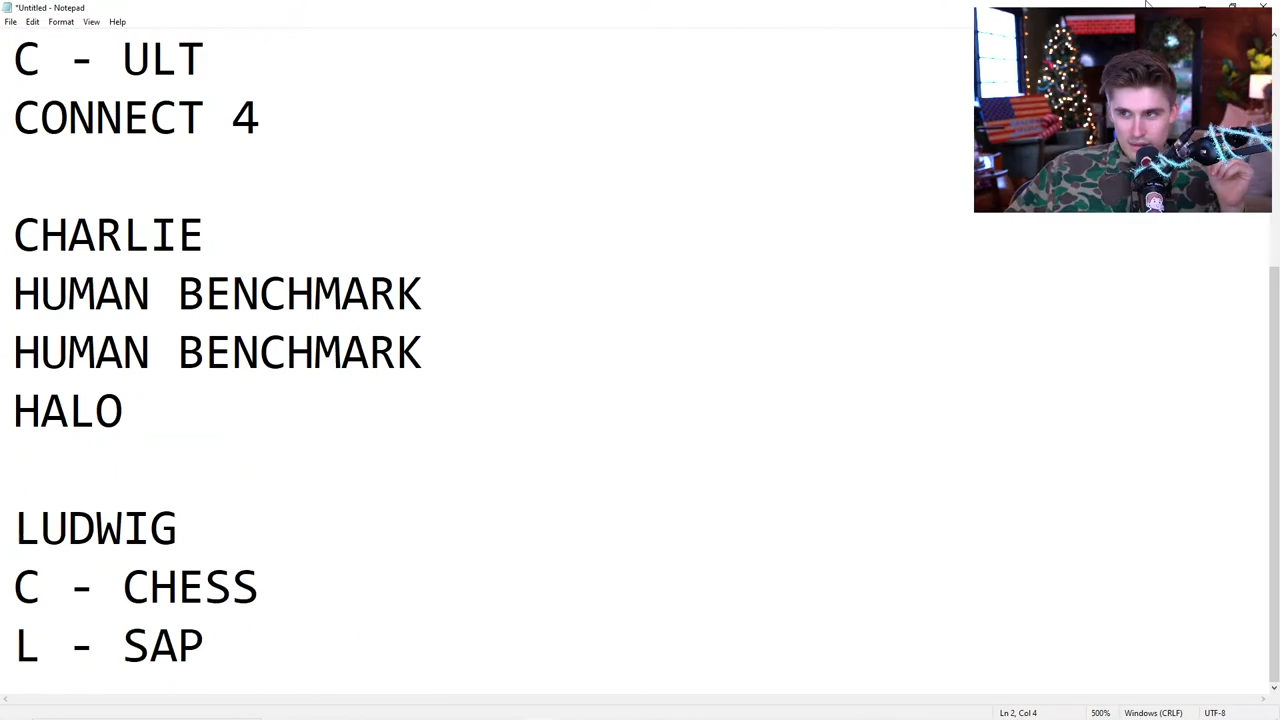 *Untitled - Notepad
File Edit Format View Help
C - ULT
CONNECT 4
CHARLIE
HUMAN BENCHMARK
HUMAN BENCHMARK
HALO
LUDWIG
C - CHESS
L - SAP
Ln 2, Col 4 500% Windows (CRLF) UTF-8